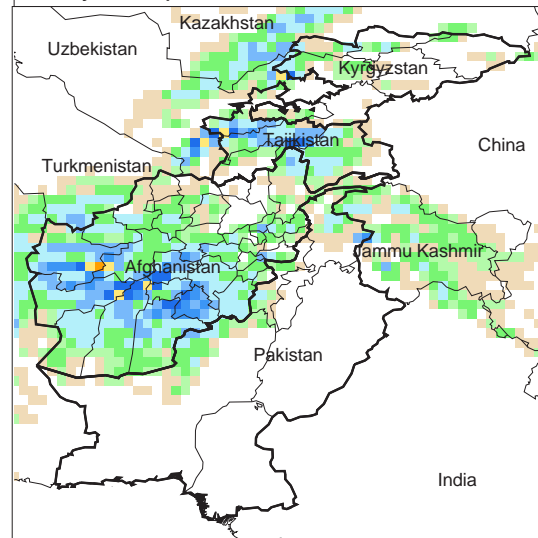 Kazakhstan
Uzbekistan
Kyrgyzstan
Tajikistan
China
Turkmenistan
Jammu Kashmir
Afghanistan
Pakistan
India